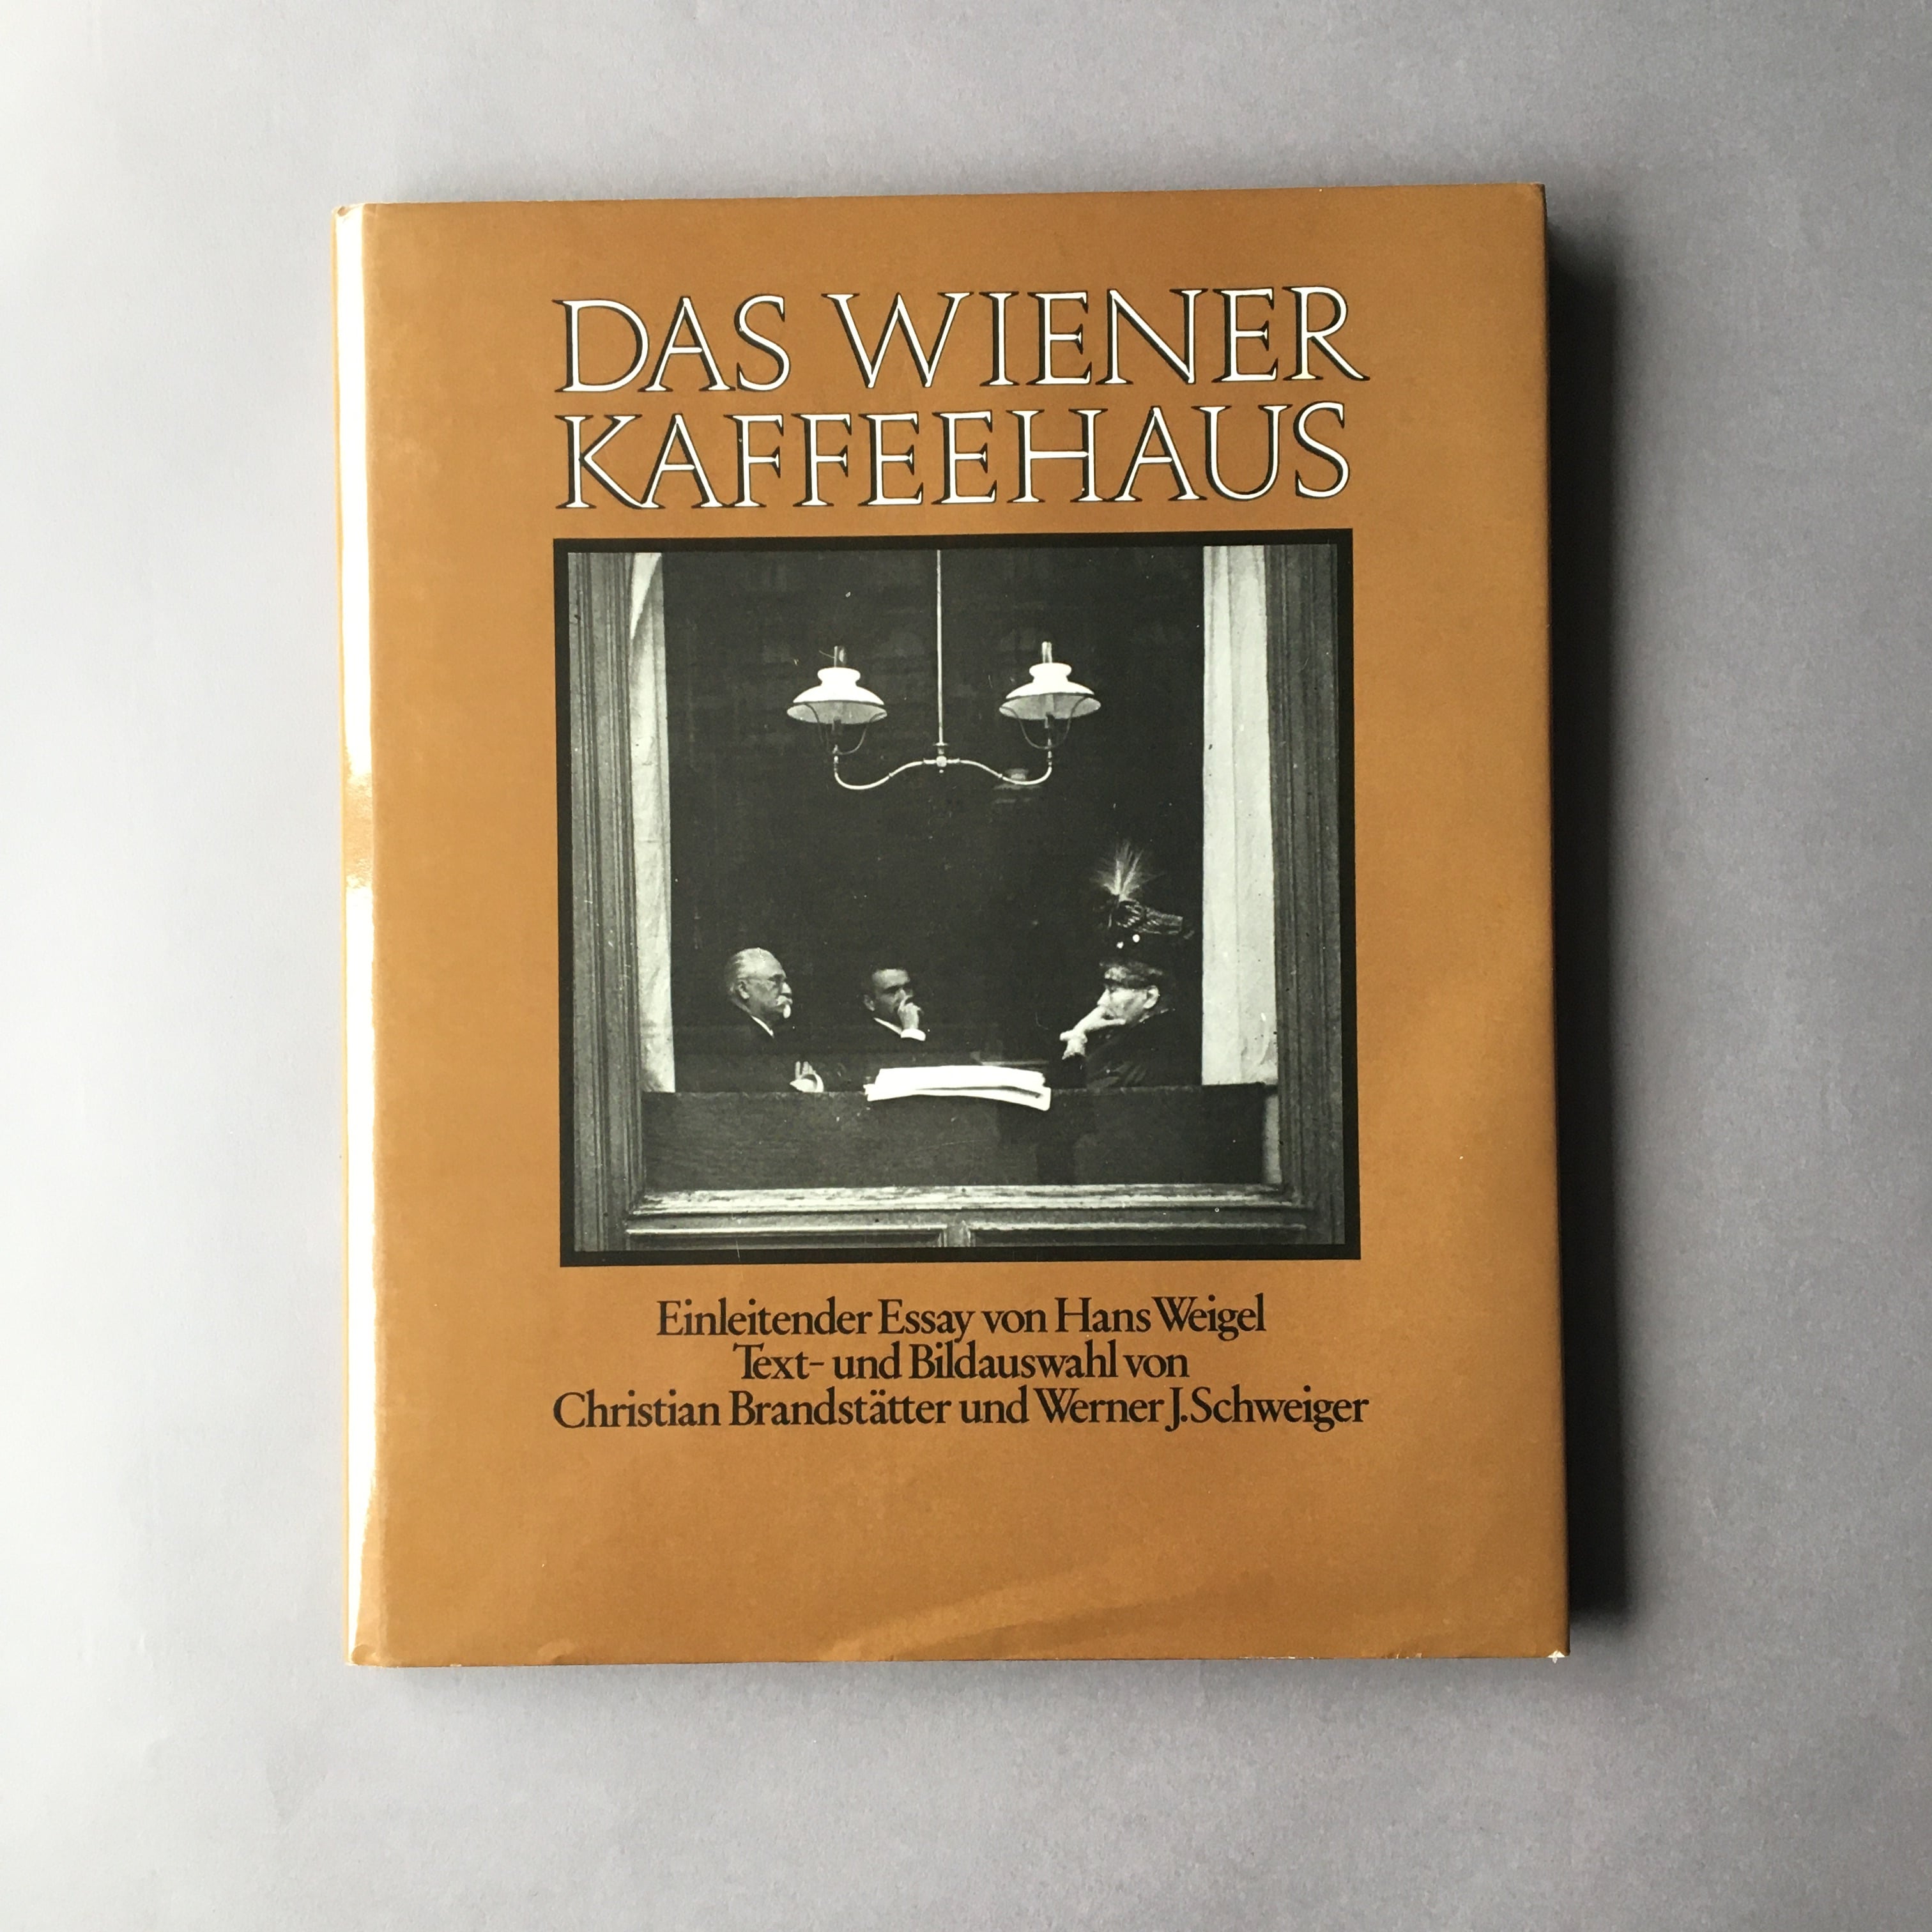 DAS WIENER
KAFFEEHAUS
Einleitender Essay von Hans Weigel
Text- und Bildauswahl von
Christian Brandstätter und Werner J. Schweiger